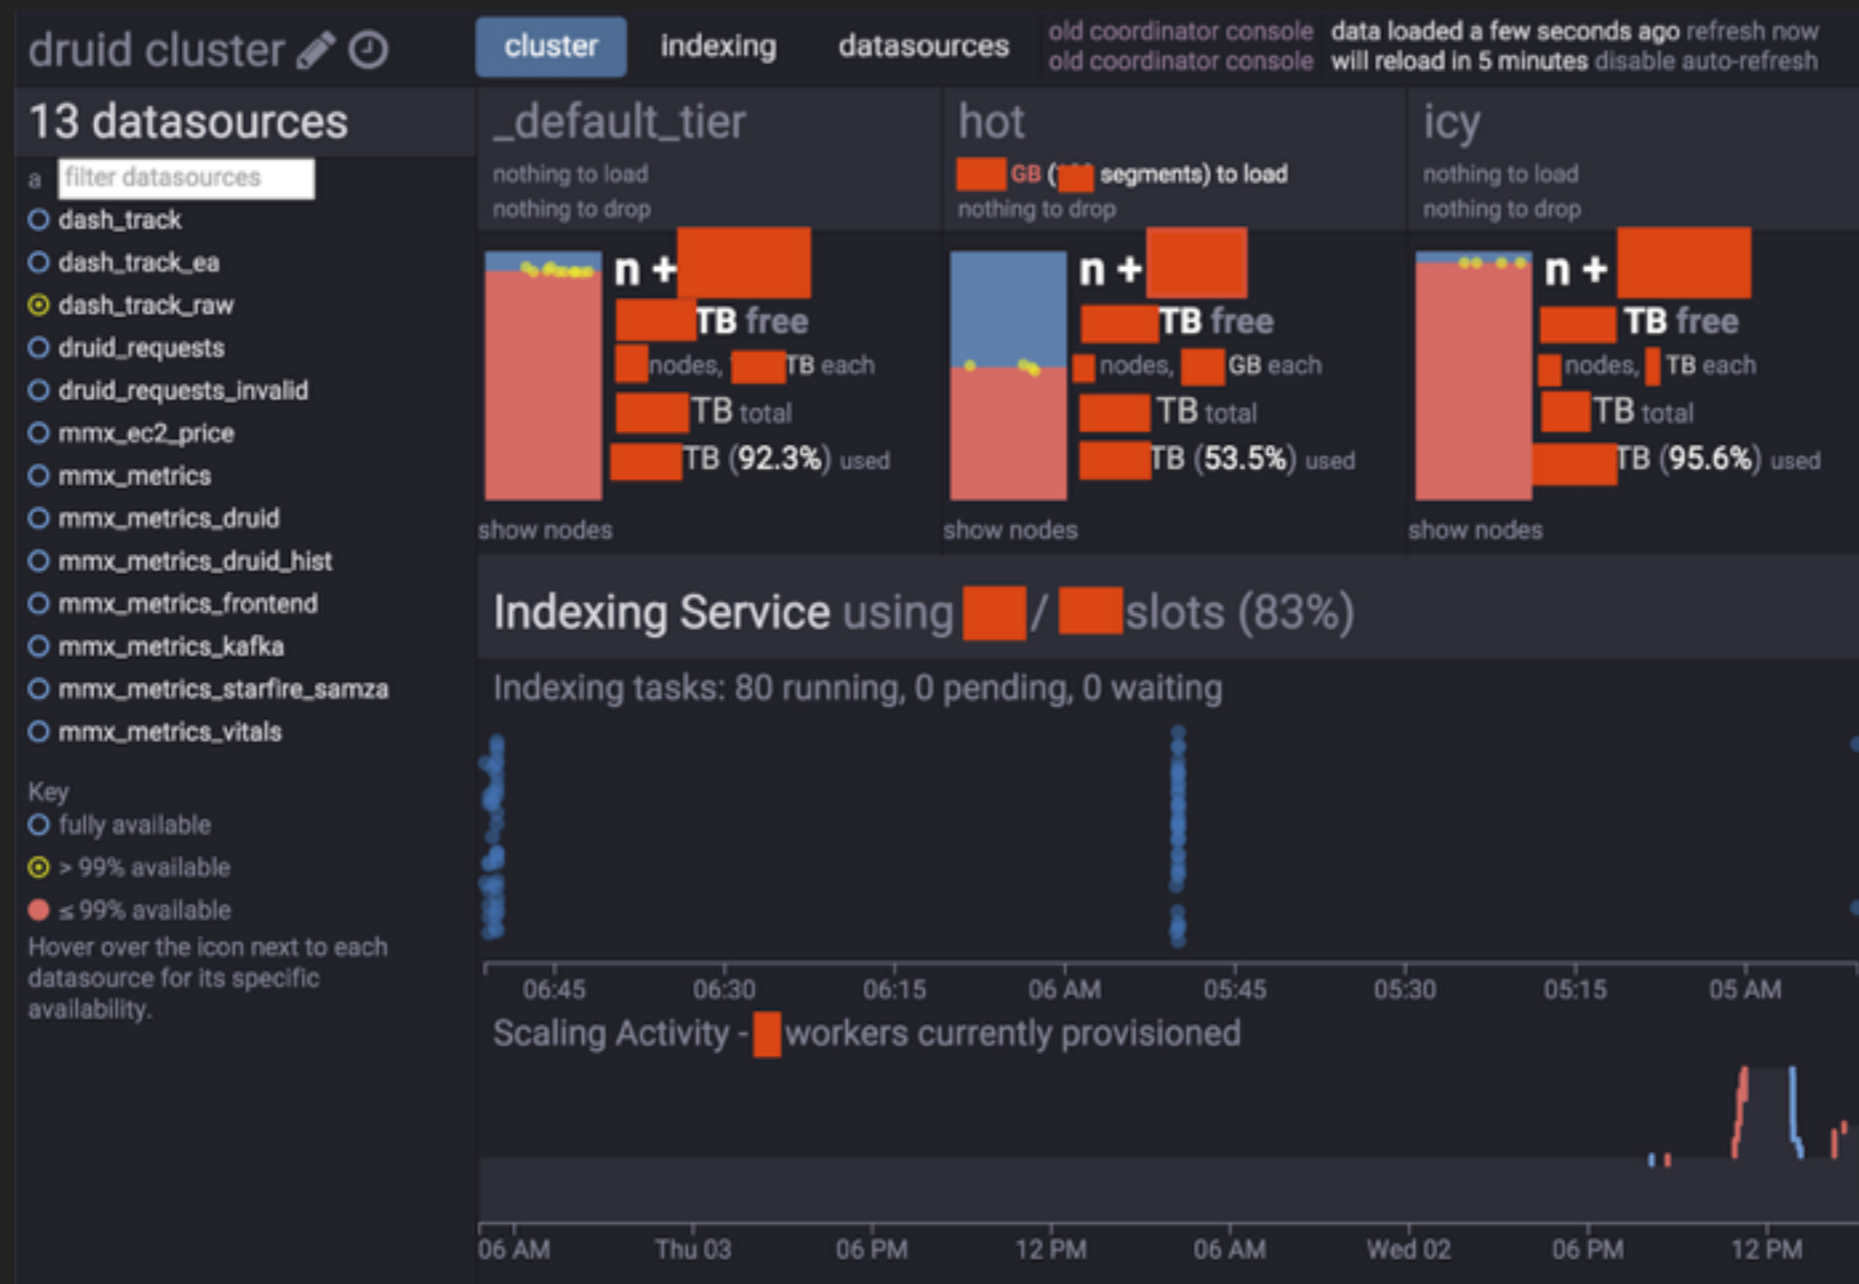 druid cluster
cluster indexing datasources
old coordinator console
old coordinator console
data loaded a few seconds ago refresh now
will reload in 5 minutes disable auto-refresh
13 datasources
a filter datasources
dash_track
dash_track_ea
dash_track_raw
druid_requests
druid_requests_invalid
mmx_ec2_price
mmx_metrics
mmx_metrics_druid
mmx_metrics_druid_hist
mmx_metrics_frontend
mmx_metrics_kafka
mmx_metrics_starfire_samza
mmx_metrics_vitals
Key
fully available
> 99% available
≤ 99% available
Hover over the icon next to each
datasource for its specific
availability.
_default_tier
nothing to load
nothing to drop
n +
TB free
nodes, TB each
TB total
TB (92.3%) used
show nodes
hot
GB ( segments) to load
nothing to drop
n +
TB free
nodes, GB each
TB total
TB (53.5%) used
show nodes
icy
nothing to load
nothing to drop
n +
TB free
nodes, TB each
TB total
TB (95.6%) used
show nodes
Indexing Service using / slots (83%)
Indexing tasks: 80 running, 0 pending, 0 waiting
06:45 06:30 06:15 06 AM 05:45 05:30 05:15 05 AM
Scaling Activity - workers currently provisioned
06 AM Thu 03 06 PM 12 PM 06 AM Wed 02 06 PM 12 PM